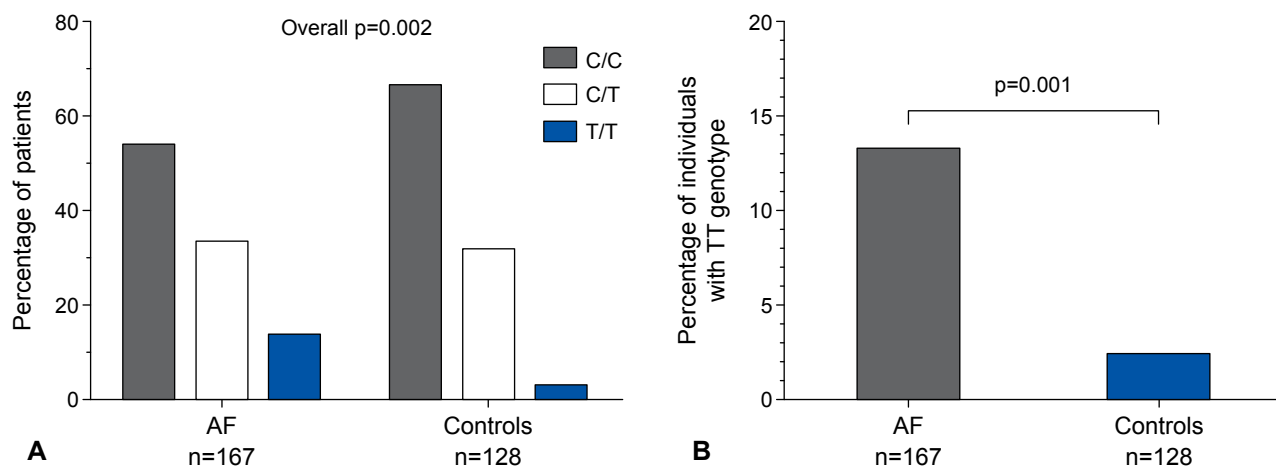 80
60
40
20
0
Percentage of patients
Overall p=0.002
C/C
C/T
T/T
AF
n=167
Controls
n=128
A
20
15
10
5
0
Percentage of individuals
with TT genotype
p=0.001
AF
n=167
Controls
n=128
B